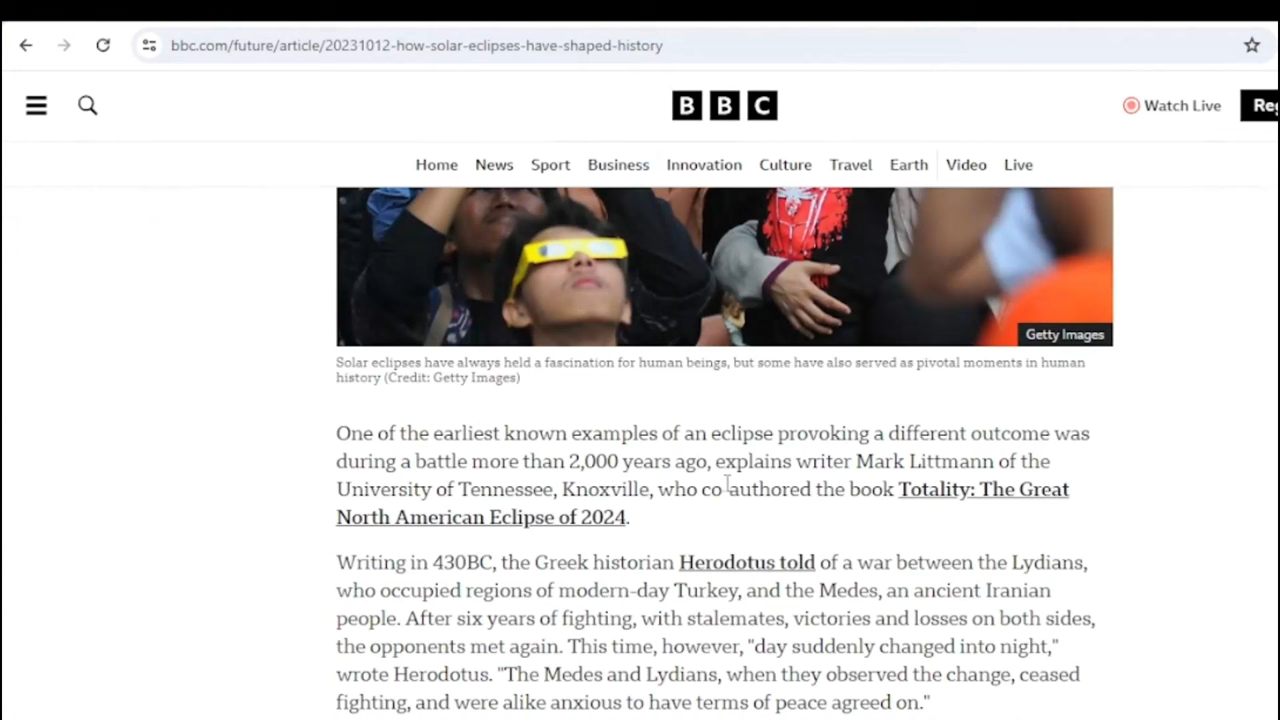 bbc.com/future/article/20231012-how-solar-eclipses-have-shaped-history
BBC
Watch Live
Reg
Home News Sport Business Innovation Culture Travel Earth Video Live
Getty Images
Solar eclipses have always held a fascination for human beings, but some have also served as pivotal moments in human
history (Credit: Getty Images)
One of the earliest known examples of an eclipse provoking a different outcome was
during a battle more than 2,000 years ago, explains writer Mark Littmann of the
University of Tennessee, Knoxville, who co-authored the book Totality: The Great
North American Eclipse of 2024.
Writing in 430BC, the Greek historian Herodotus told of a war between the Lydians,
who occupied regions of modern-day Turkey, and the Medes, an ancient Iranian
people. After six years of fighting, with stalemates, victories and losses on both sides,
the opponents met again. This time, however, "day suddenly changed into night,"
wrote Herodotus. "The Medes and Lydians, when they observed the change, ceased
fighting, and were alike anxious to have terms of peace agreed on."